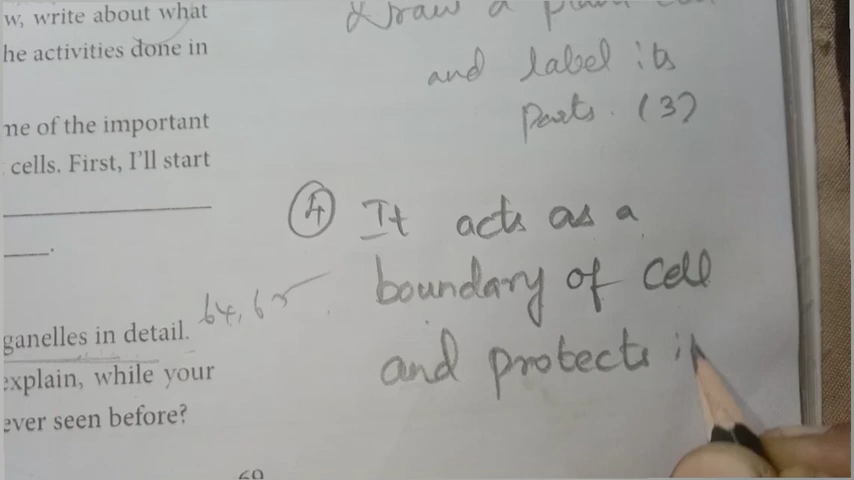 w, write about what
he activities done in
me of the important
cells. First, I'll start
ganelles in detail.
explain, while your
ever seen before?
64, 65
Draw a
and label its
Parts. (3)
4 It acts as a
boundary of cell
and protects